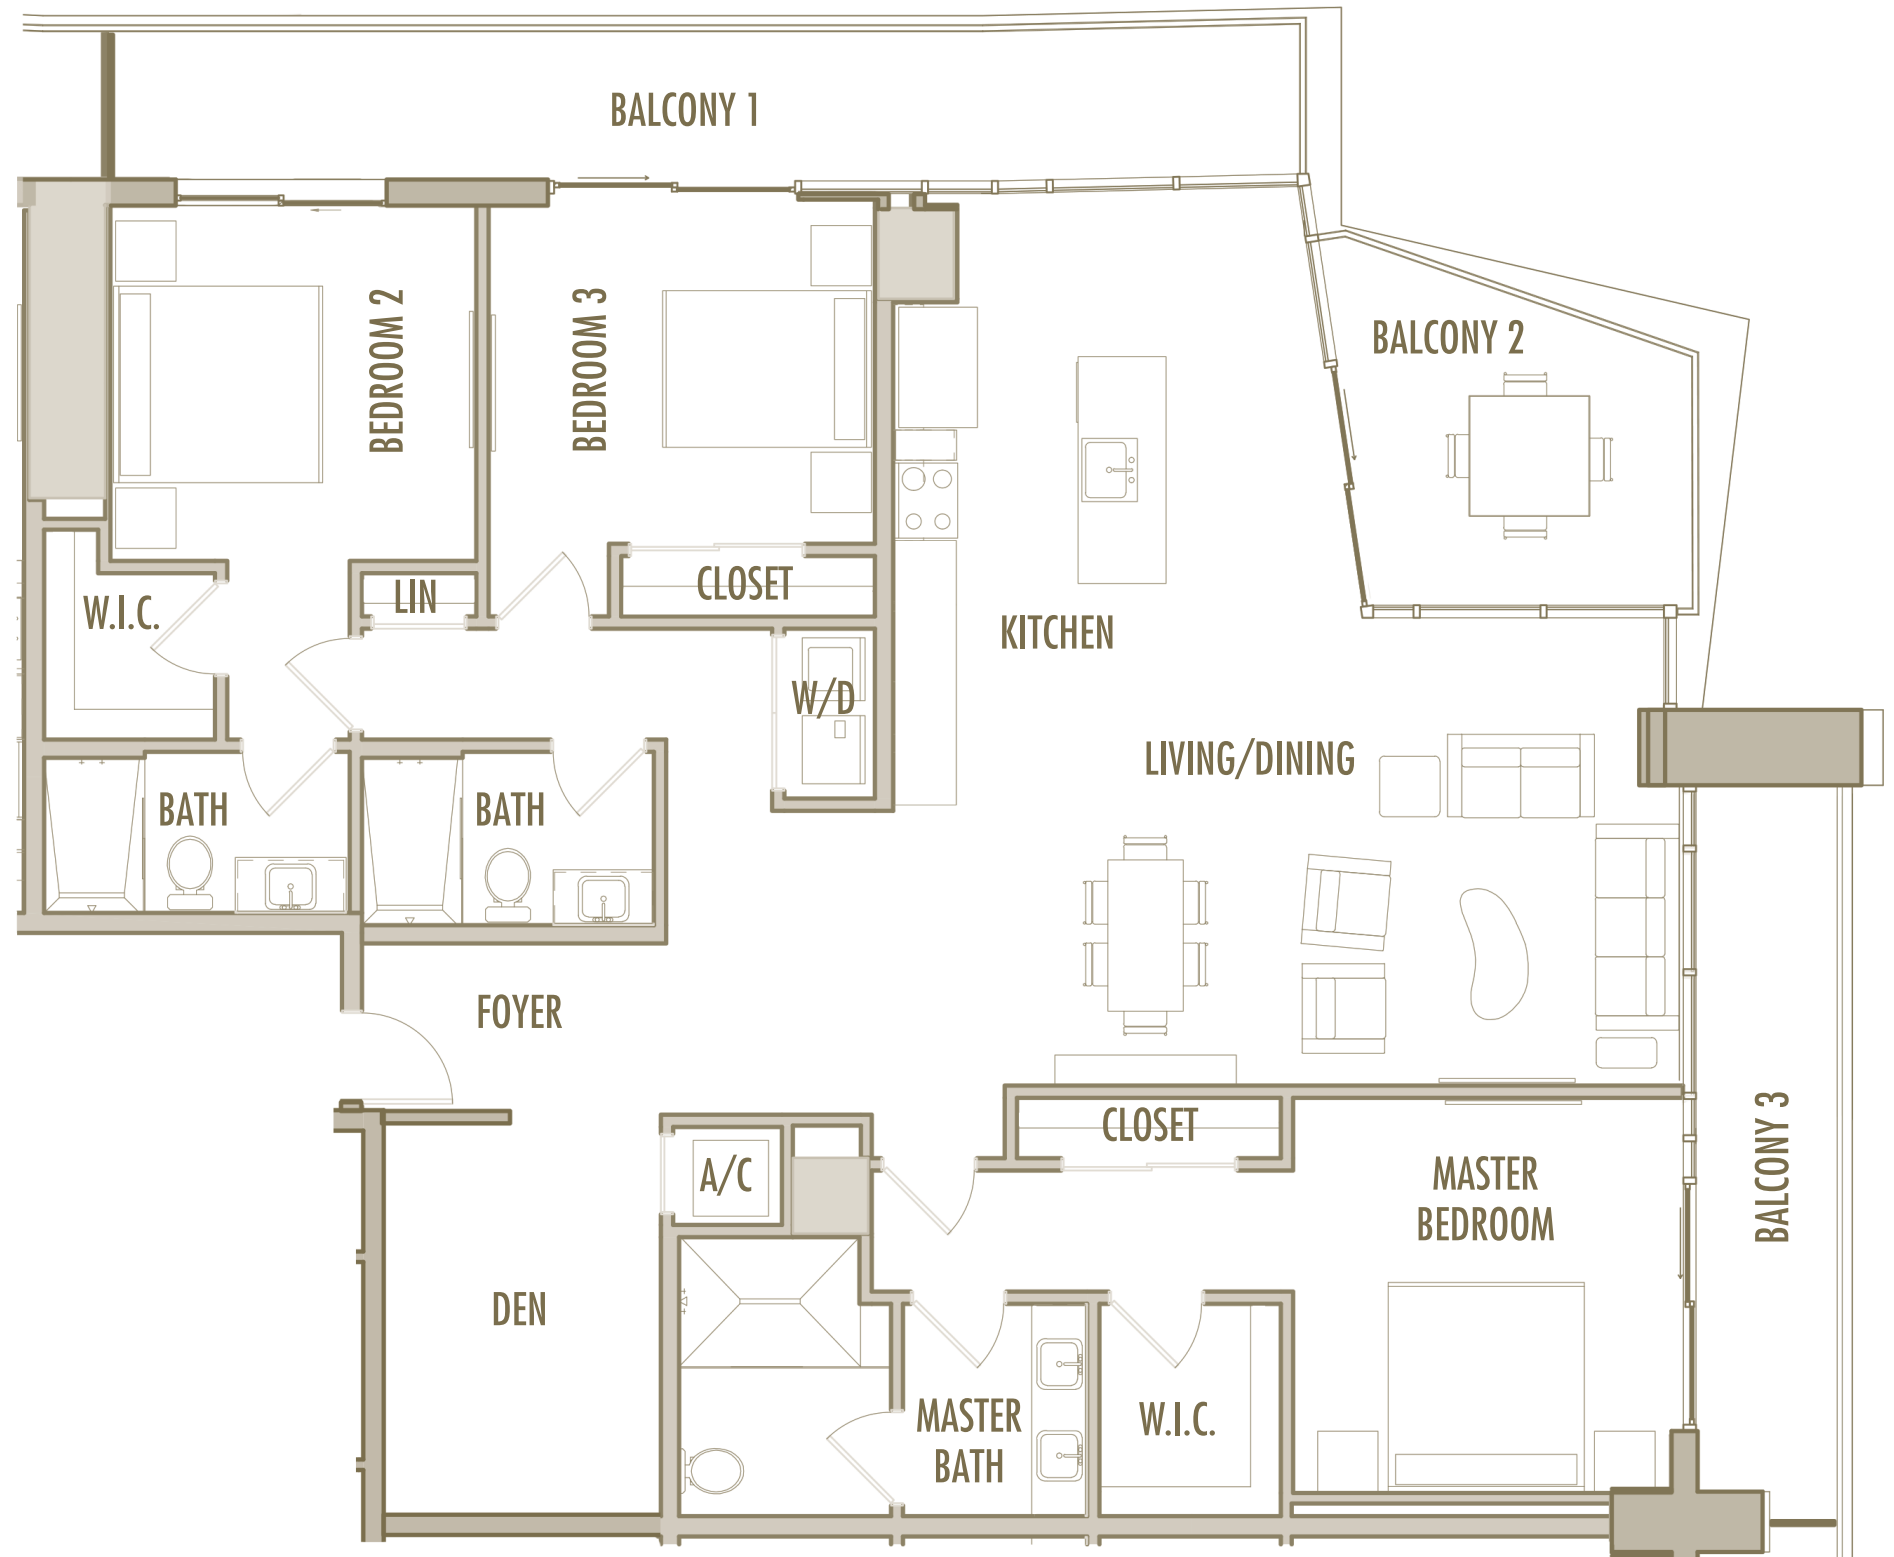 BALCONY 1
BEDROOM 2
BEDROOM 3
BALCONY 2
W.I.C.
LIN
CLOSET
KITCHEN
W/D
LIVING/DINING
BATH
BATH
FOYER
CLOSET
A/C
MASTER
BEDROOM
BALCONY 3
DEN
MASTER
BATH
W.I.C.